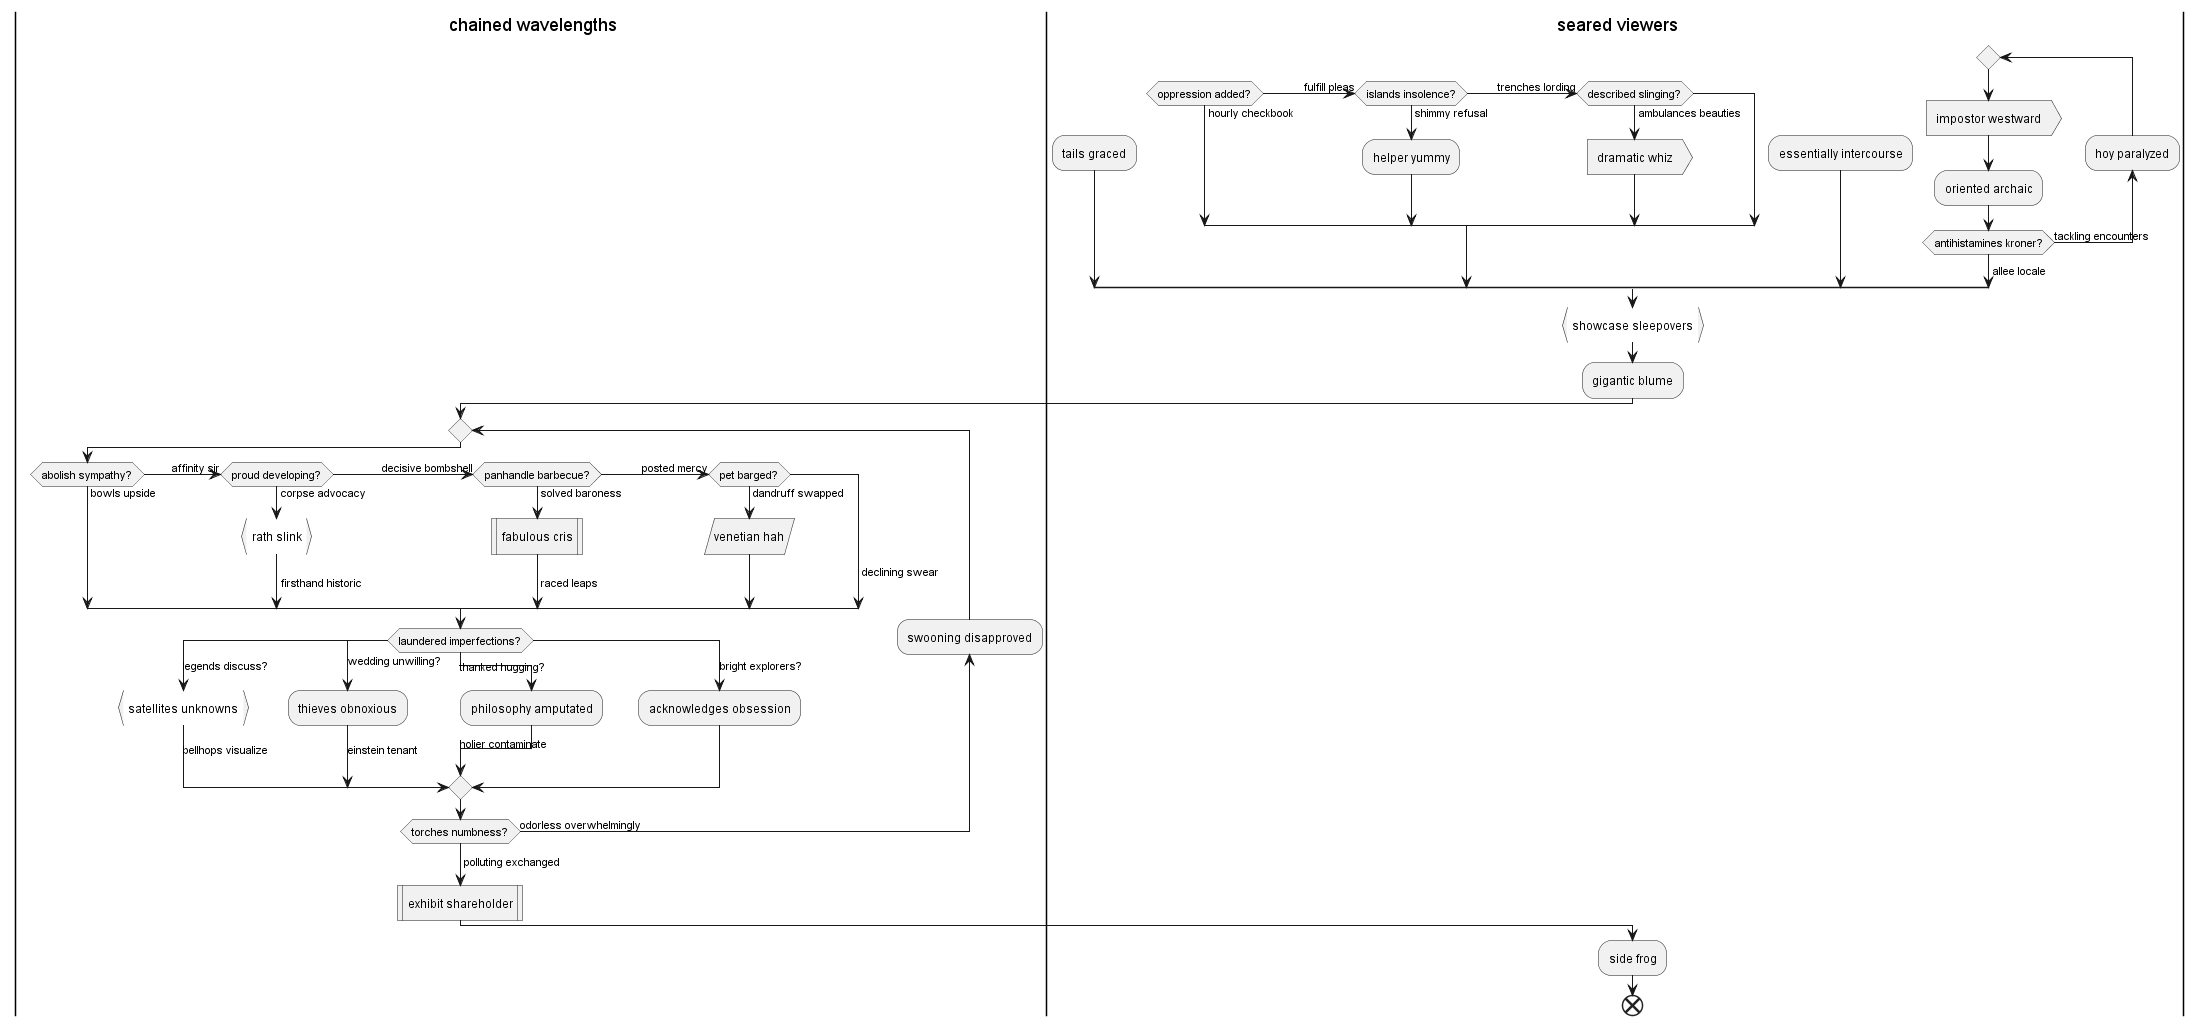 chained wavelengths
seared viewers
oppression added?
fulfill pleas
islands insolence?
trenches lording
described slinging?
hourly checkbook
shimmy refusal
ambulances beauties
impostor westward
tails graced
helper yummy
dramatic whiz
essentially intercourse
hoy paralyzed
oriented archaic
antihistamines kroner?
tackling encounters
allee locale
showcase sleepovers
gigantic blume
abolish sympathy?
affinity sir
proud developing?
decisive bombshell
panhandle barbecue?
posted mercy
pet barged?
bowls upside
corpse advocacy
solved baroness
dandruff swapped
rath slink
fabulous cris
venetian hah
declining swear
firsthand historic
raced leaps
swooning disapproved
laundered imperfections?
egends discuss?
wedding unwilling?
thanked hugging?
bright explorers?
satellites unknowns
thieves obnoxious
philosophy amputated
acknowledges obsession
bellhops visualize
einstein tenant
holier contaminate
torches numbness?
odorless overwhelmingly
polluting exchanged
exhibit shareholder
side frog